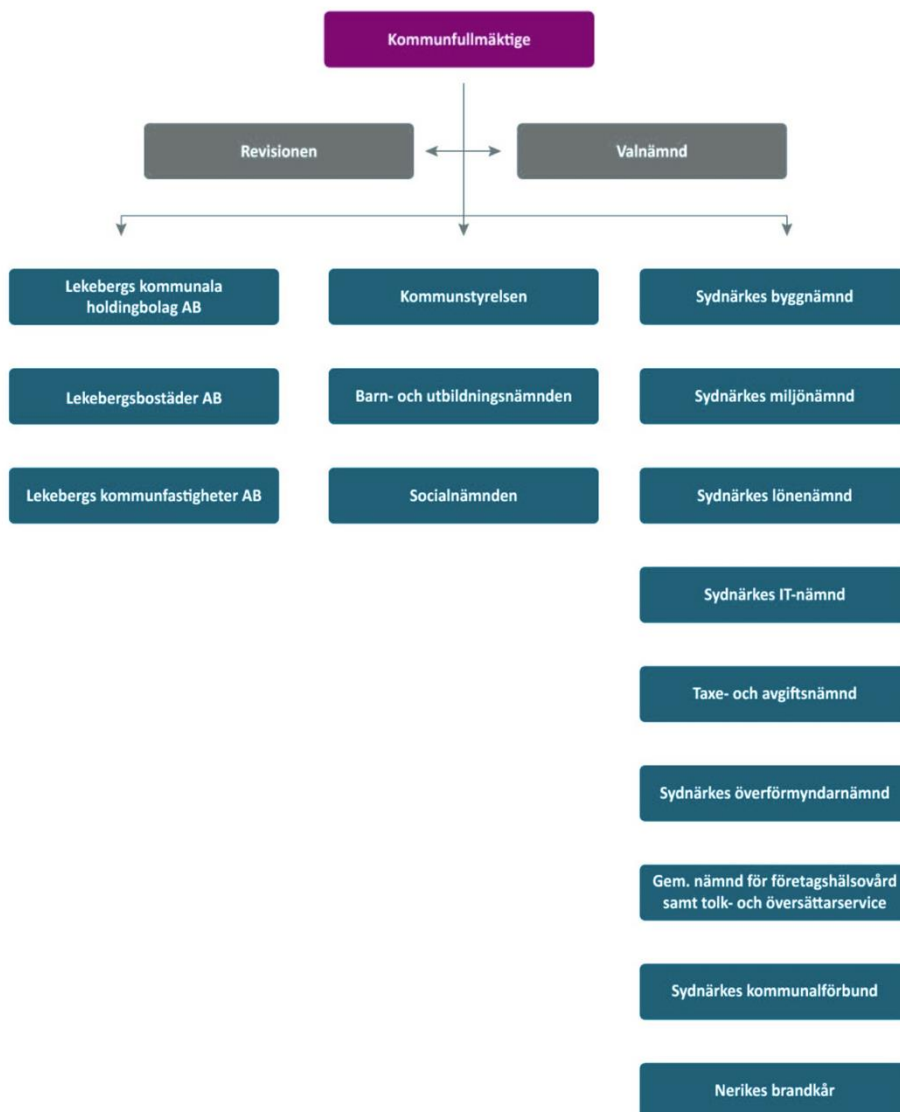 Kommunfullmäktige
Revisionen
Valnämnd
Lekebergs kommunala
holdingbolag AB
Kommunstyrelsen
Sydnärkes byggnämnd
Lekebergsbostäder AB
Barn- och utbildningsnämnden
Sydnärkes miljönämnd
Lekebergs kommunfastigheter AB
Socialnämnden
Sydnärkes lönenämnd
Sydnärkes IT-nämnd
Taxe- och avgiftsnämnd
Sydnärkes överförmyndarnämnd
Gem. nämnd för företagshälsovård
samt tolk- och översättarservice
Sydnärkes kommunalförbund
Nerikes brandkår